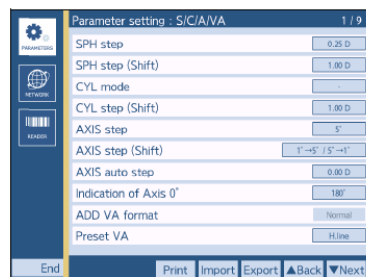 Parameter setting : S/C/A/VA 1 / 9
PARAMETERS
NETWORK
READER
SPH step 0.25 D
SPH step (Shift) 1.00 D
CYL mode -
CYL step (Shift) 1.00 D
AXIS step 5°
AXIS step (Shift) 1°→5° / 5°→1°
AXIS auto step 0.00 D
Indication of Axis 0° 180°
ADD VA format Normal
Preset VA H.line
End Print Import Export ▲Back ▼Next